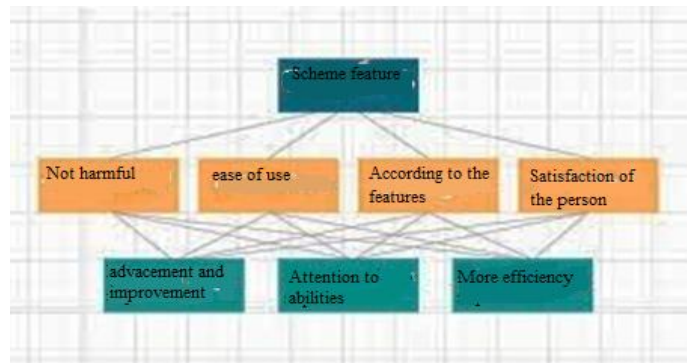 Scheme feature
Not harmful
ease of use
According to the
features
Satisfaction of
the person
advacement and
improvement
Attention to
abilities
More efficiency